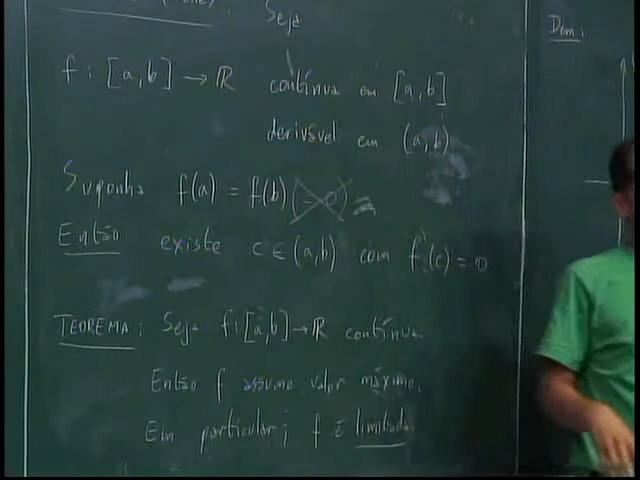 Seja
f : [a,b] → ℝ contínua em [a,b]
derivável em (a,b)
Suponha f(a) = f(b) (= 0)
Então existe c ∈ (a,b) com f'(c) = 0
TEOREMA: Seja f:[a,b] → ℝ contínua
Então f assume valor máximo.
Em particular, f é limitada.
Dem: